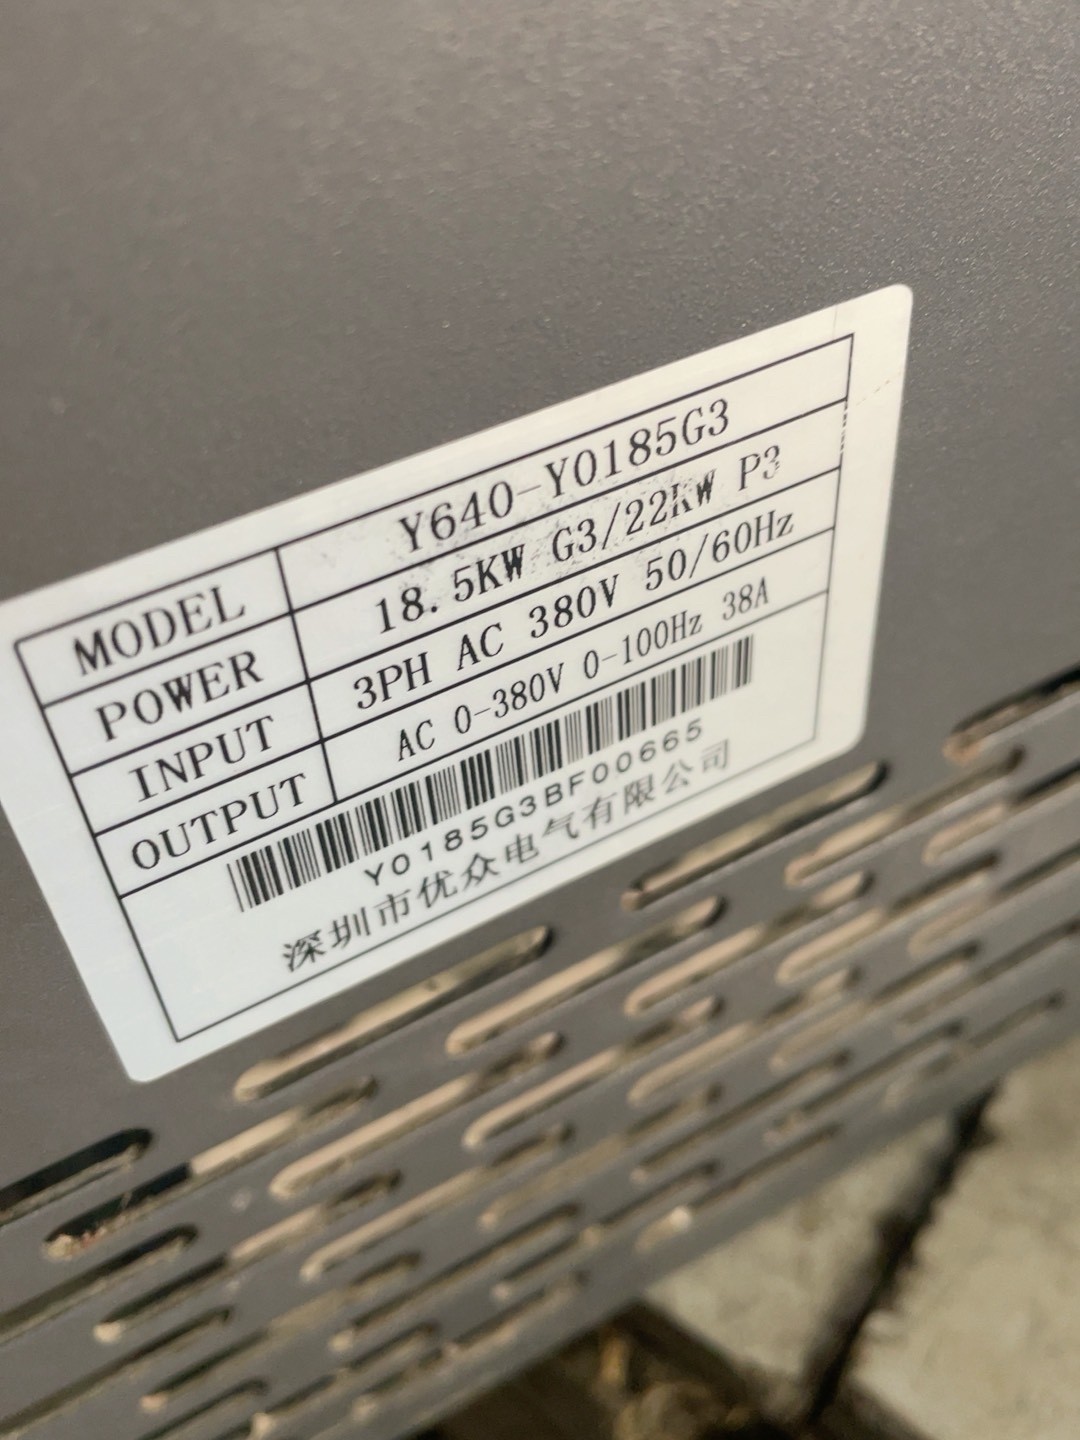 MODEL Y640-Y0185G3
POWER 18.5KW G3/22KW P3
INPUT 3PH AC 380V 50/60Hz
OUTPUT AC 0-380V 0-100Hz 38A
Y0185G3BF00665
深圳市优众电气有限公司